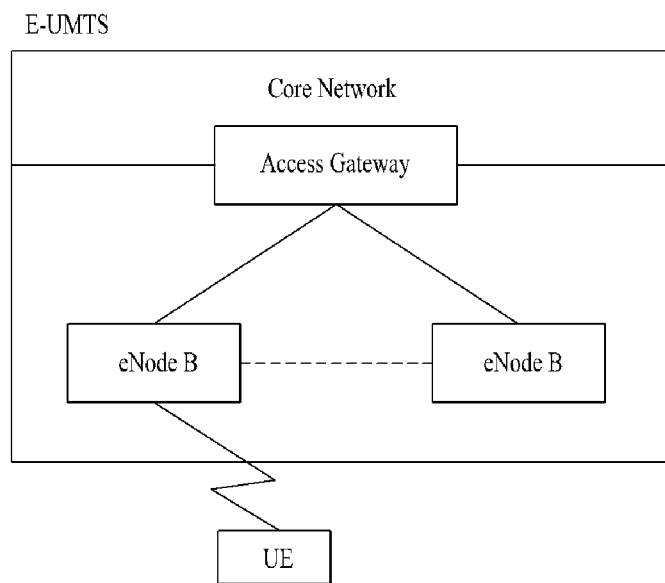 E-UMTS
Core Network
Access Gateway
eNode B
eNode B
UE